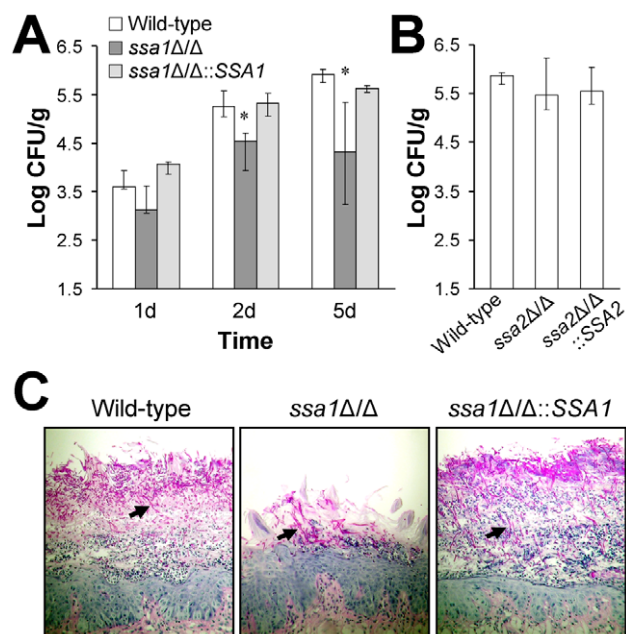 A
Wild-type
ssa1Δ/Δ
ssa1Δ/Δ::SSA1
6.5
5.5
4.5
3.5
2.5
1.5
Log CFU/g
*
*
1d 2d 5d
Time
B
6.5
5.5
4.5
3.5
2.5
1.5
Log CFU/g
Wild-type
ssa2Δ/Δ
ssa2Δ/Δ
::SSA2
C
Wild-type ssa1Δ/Δ ssa1Δ/Δ::SSA1